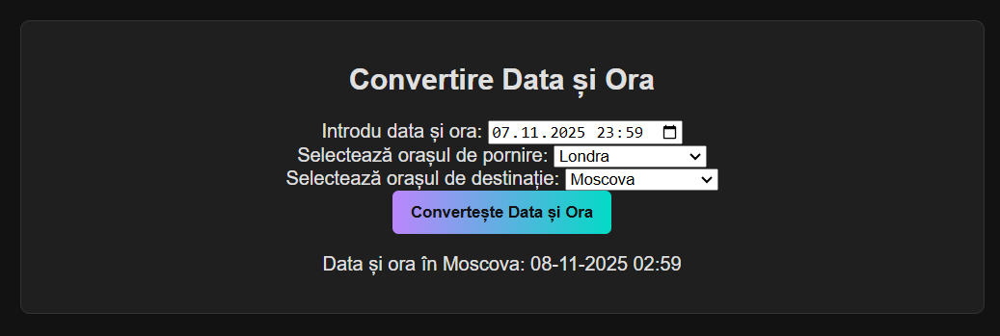 Convertire Data și Ora
Introdu data și ora: 07.11.2025 23:59
Selectează orașul de pornire: Londra
Selectează orașul de destinație: Moscova
Convertește Data și Ora
Data și ora în Moscova: 08-11-2025 02:59